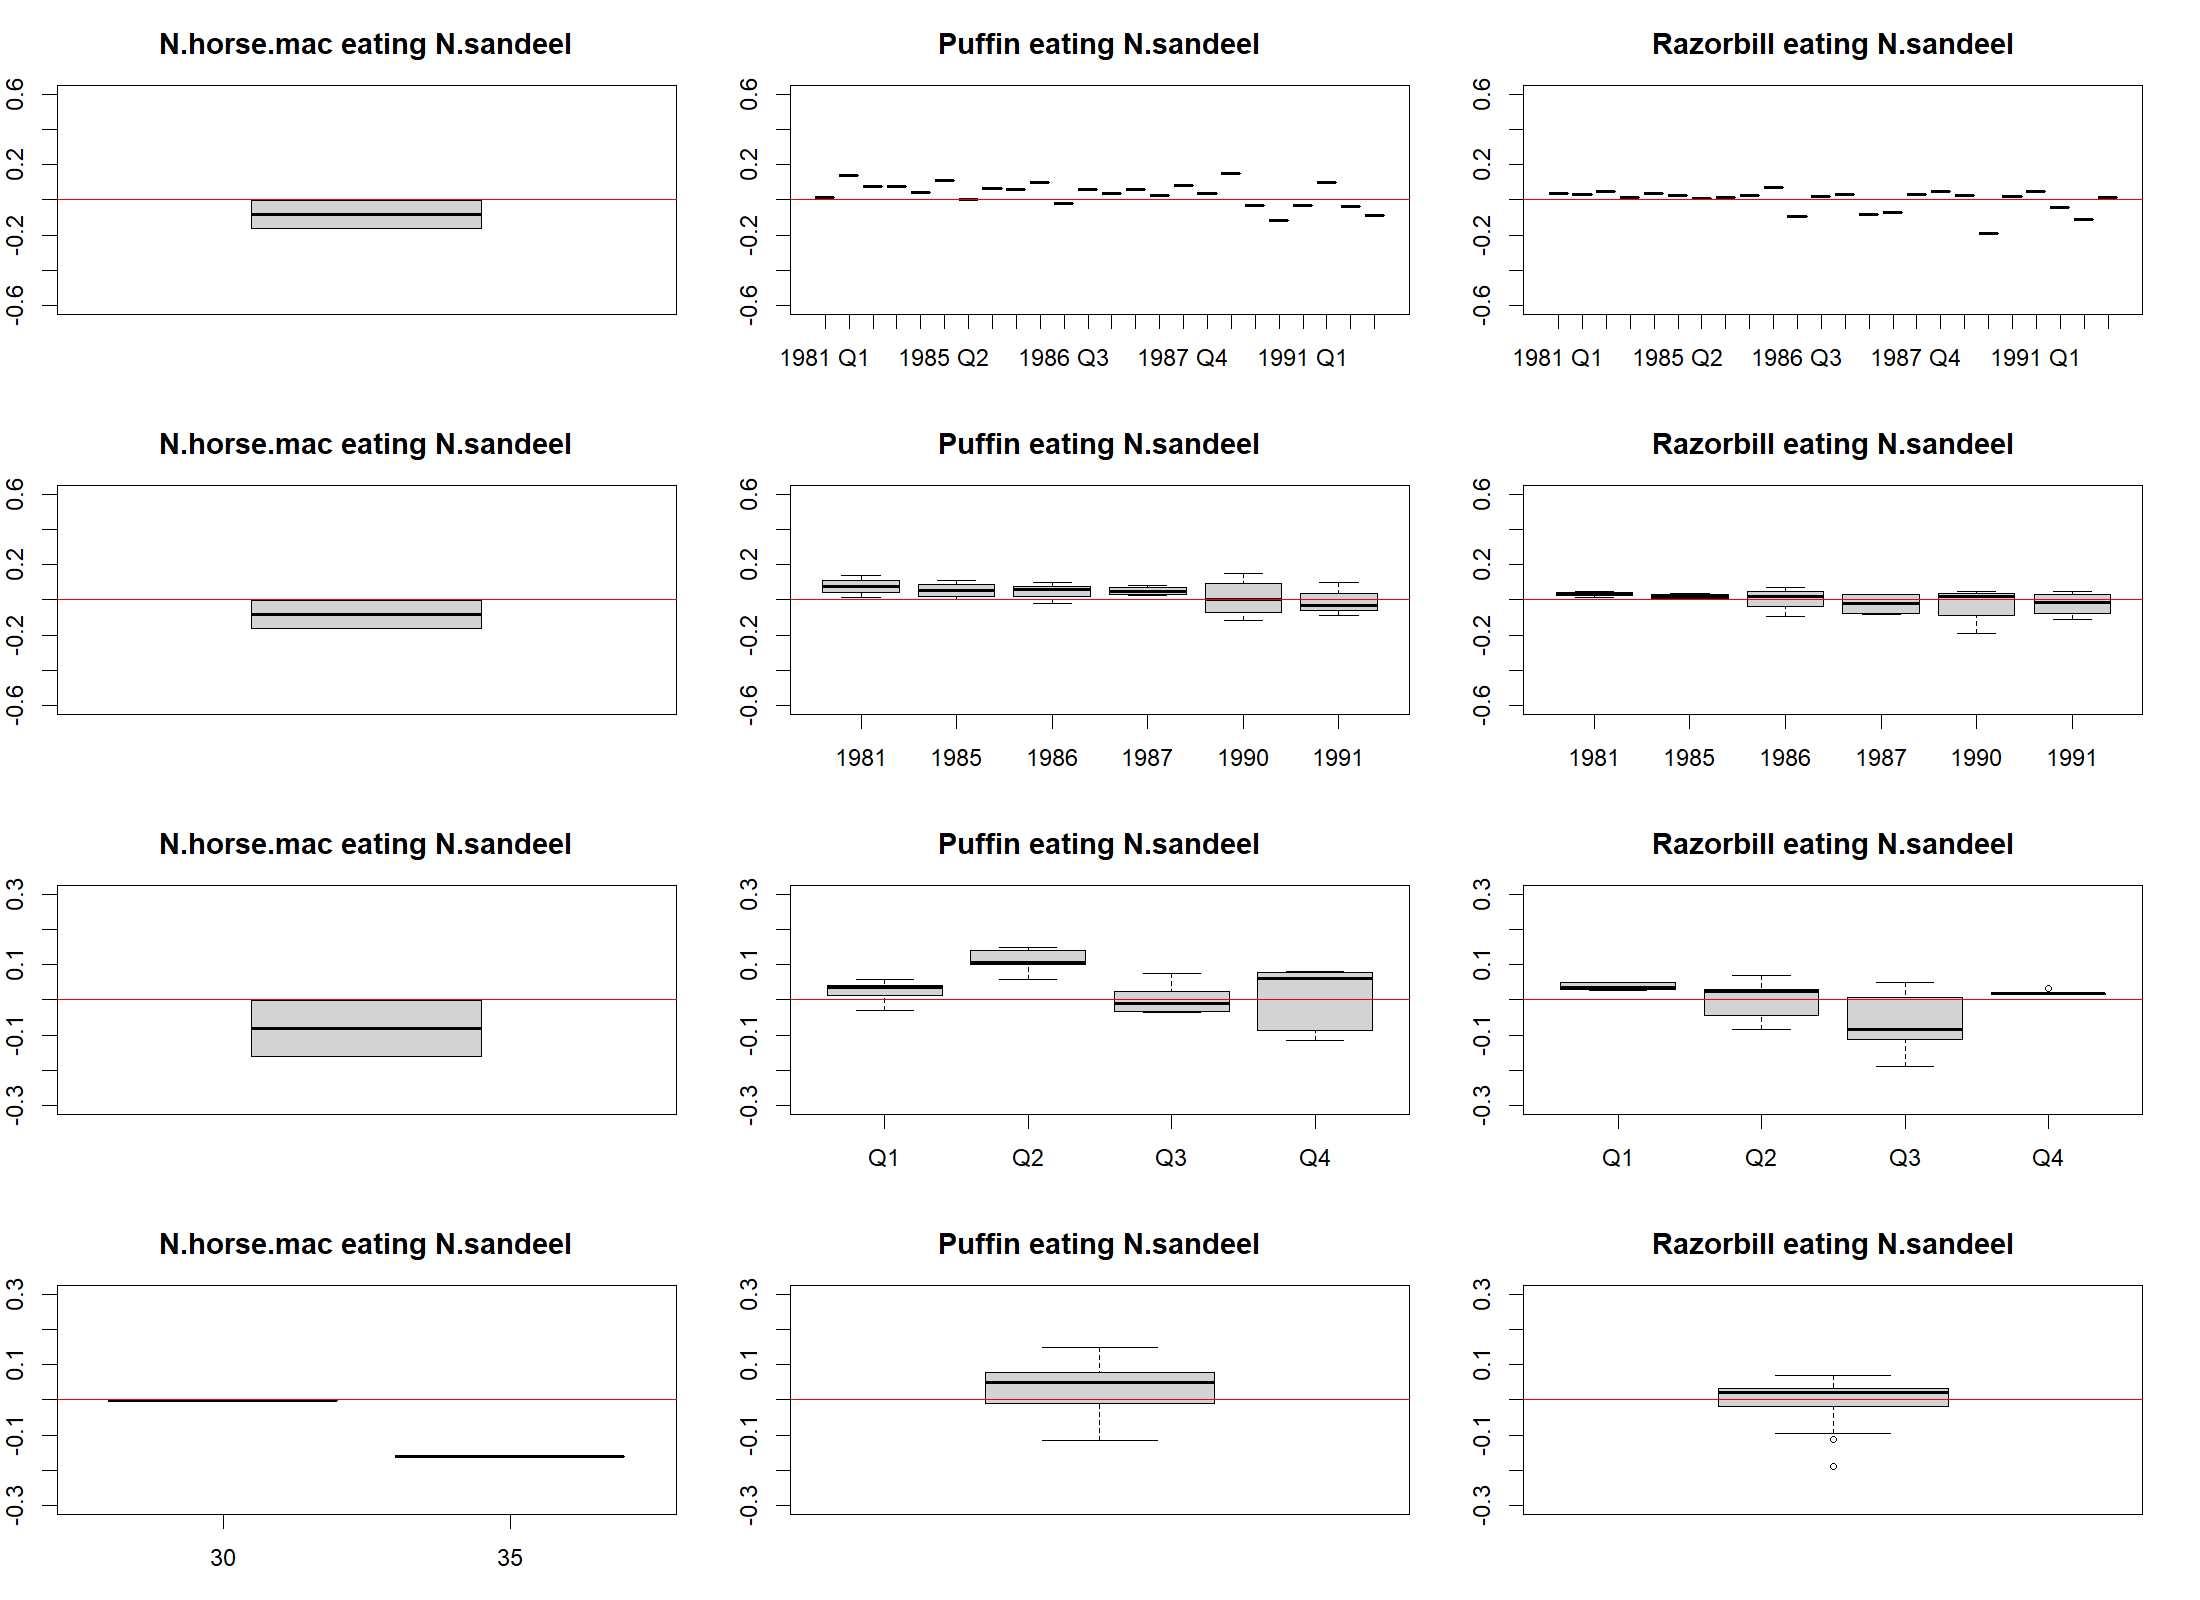 N.horse.mac eating N.sandeel
Puffin eating N.sandeel
Razorbill eating N.sandeel
0.6
0.2
-0.2
-0.6
0.6
0.2
-0.2
-0.6
1981 Q1 1985 Q2 1986 Q3 1987 Q4 1991 Q1
0.6
0.2
-0.2
-0.6
1981 Q1 1985 Q2 1986 Q3 1987 Q4 1991 Q1
N.horse.mac eating N.sandeel
Puffin eating N.sandeel
Razorbill eating N.sandeel
0.6
0.2
-0.2
-0.6
0.6
0.2
-0.2
-0.6
1981 1985 1986 1987 1990 1991
0.6
0.2
-0.2
-0.6
1981 1985 1986 1987 1990 1991
N.horse.mac eating N.sandeel
Puffin eating N.sandeel
Razorbill eating N.sandeel
0.3
0.1
-0.1
-0.3
0.3
0.1
-0.1
-0.3
Q1 Q2 Q3 Q4
0.3
0.1
-0.1
-0.3
Q1 Q2 Q3 Q4
N.horse.mac eating N.sandeel
Puffin eating N.sandeel
Razorbill eating N.sandeel
0.3
0.1
-0.1
-0.3
30 35
0.3
0.1
-0.1
-0.3
0.3
0.1
-0.1
-0.3